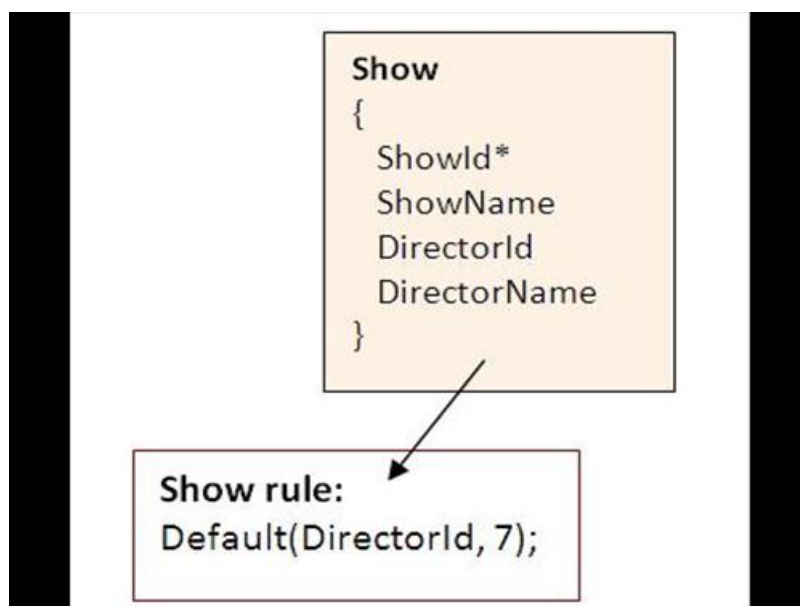 Show
{
ShowId*
ShowName
DirectorId
DirectorName
}
Show rule:
Default(DirectorId, 7);